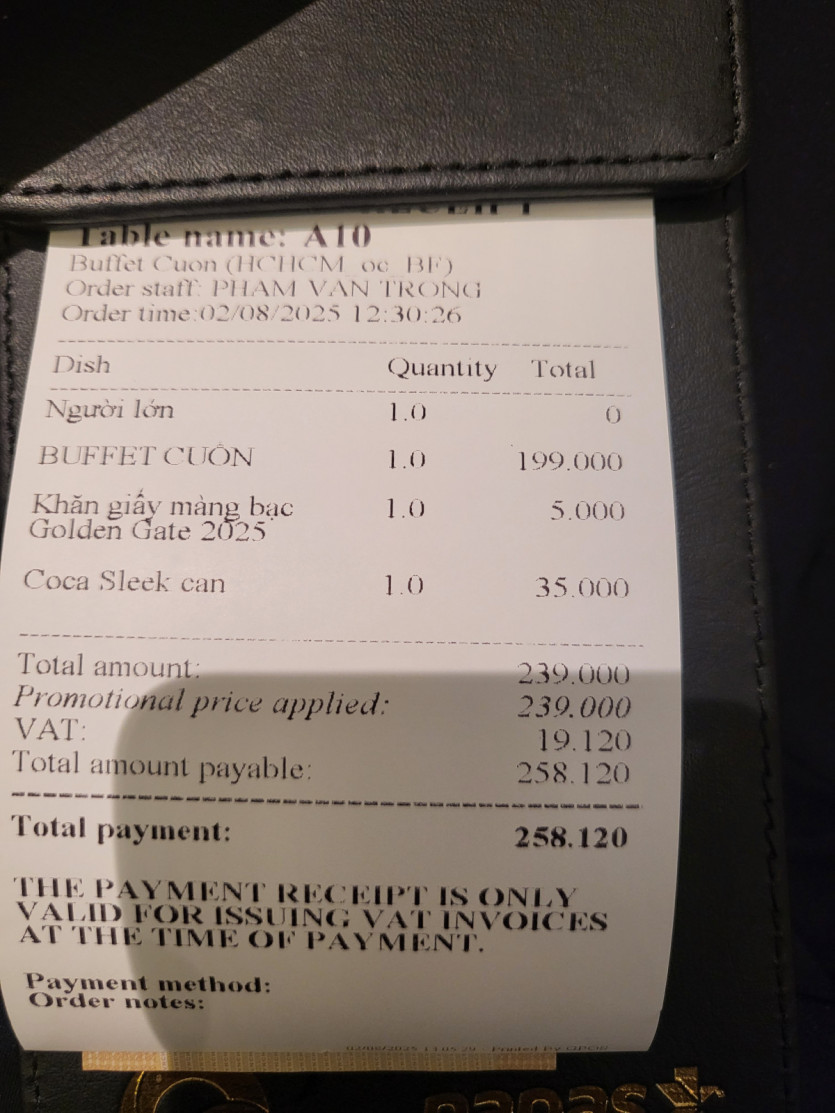 Table name: A10
Buffet Cuon (HCHCM_oc_BF)
Order staff: PHAM VAN TRONG
Order time:02/08/2025 12:30:26
Dish Quantity Total
Người lớn 1.0 0
BUFFET CUỐN 1.0 199.000
Khăn giấy màng bạc 1.0 5.000
Golden Gate 2025
Coca Sleek can 1.0 35.000
Total amount: 239.000
Promotional price applied: 239.000
VAT: 19.120
Total amount payable: 258.120
Total payment: 258.120
THE PAYMENT RECEIPT IS ONLY
VALID FOR ISSUING VAT INVOICES
AT THE TIME OF PAYMENT.
Payment method:
Order notes: